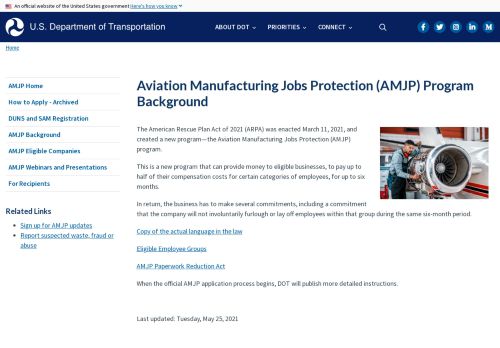 An official website of the United States government Here's how you know
U.S. Department of Transportation
ABOUT DOT
PRIORITIES
CONNECT
Home
AMJP Home
How to Apply - Archived
DUNS and SAM Registration
AMJP Background
AMJP Eligible Companies
AMJP Webinars and Presentations
For Recipients
Related Links
Sign up for AMJP updates
Report suspected waste, fraud or
abuse
Aviation Manufacturing Jobs Protection (AMJP) Program
Background
The American Rescue Plan Act of 2021 (ARPA) was enacted March 11, 2021, and
created a new program—the Aviation Manufacturing Jobs Protection (AMJP)
program.
This is a new program that can provide money to eligible businesses, to pay up to
half of their compensation costs for certain categories of employees, for up to six
months.
In return, the business has to make several commitments, including a commitment
that the company will not involuntarily furlough or lay off employees within that group during the same six-month period.
Copy of the actual language in the law
Eligible Employee Groups
AMJP Paperwork Reduction Act
When the official AMJP application process begins, DOT will publish more detailed instructions.
Last updated: Tuesday, May 25, 2021